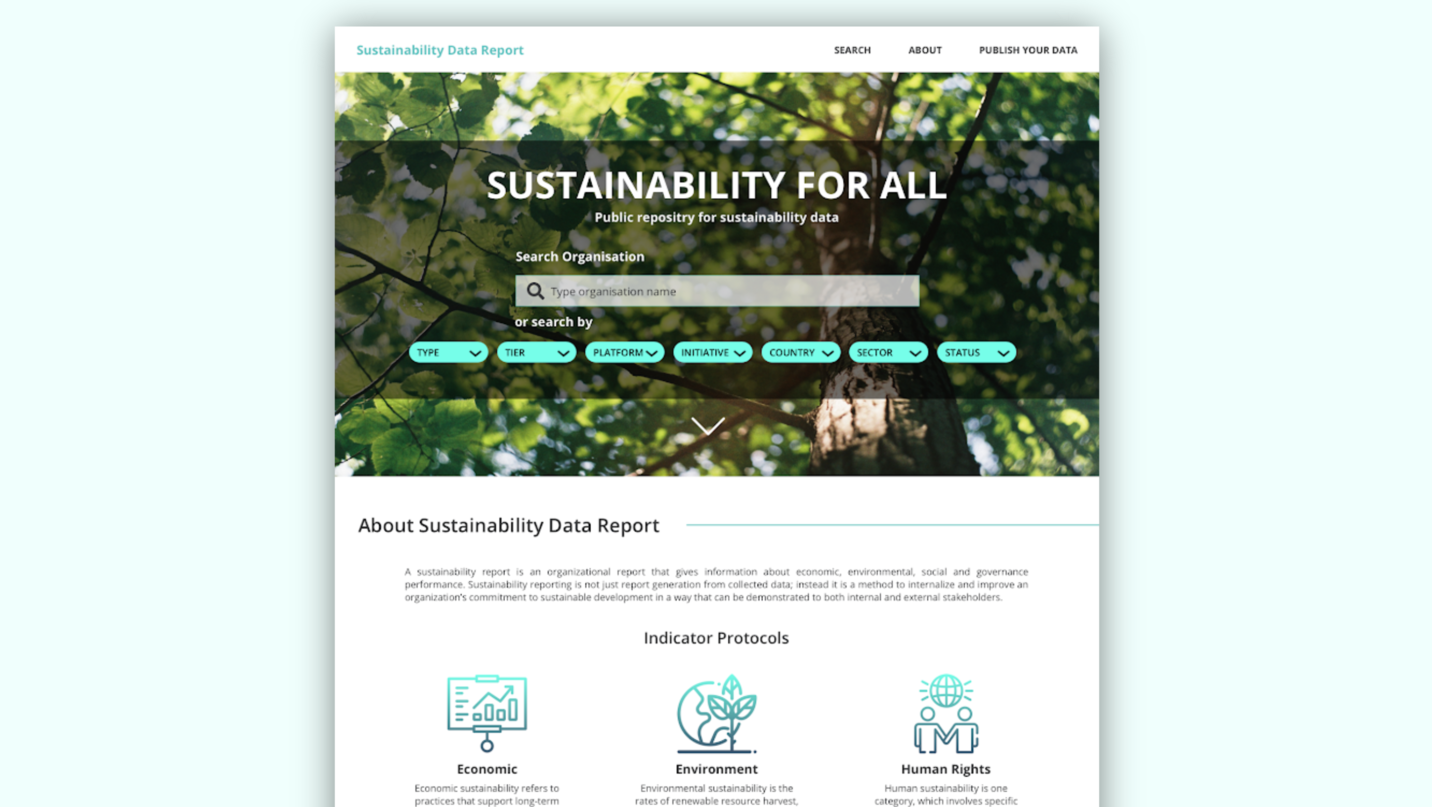 Sustainability Data Report
SEARCH ABOUT PUBLISH YOUR DATA
SUSTAINABILITY FOR ALL
Public repositry for sustainability data
Search Organisation
Type organisation name
or search by
TYPE TIER PLATFORM INITIATIVE COUNTRY SECTOR STATUS
About Sustainability Data Report
A sustainability report is an organizational report that gives information about economic, environmental, social and governance
performance. Sustainability reporting is not just report generation from collected data; instead it is a method to internalize and improve an
organization's commitment to sustainable development in a way that can be demonstrated to both internal and external stakeholders.
Indicator Protocols
Economic
Economic sustainability refers to
practices that support long-term
Environment
Environmental sustainability is the
rates of renewable resource harvest,
Human Rights
Human sustainability is one
category, which involves specific